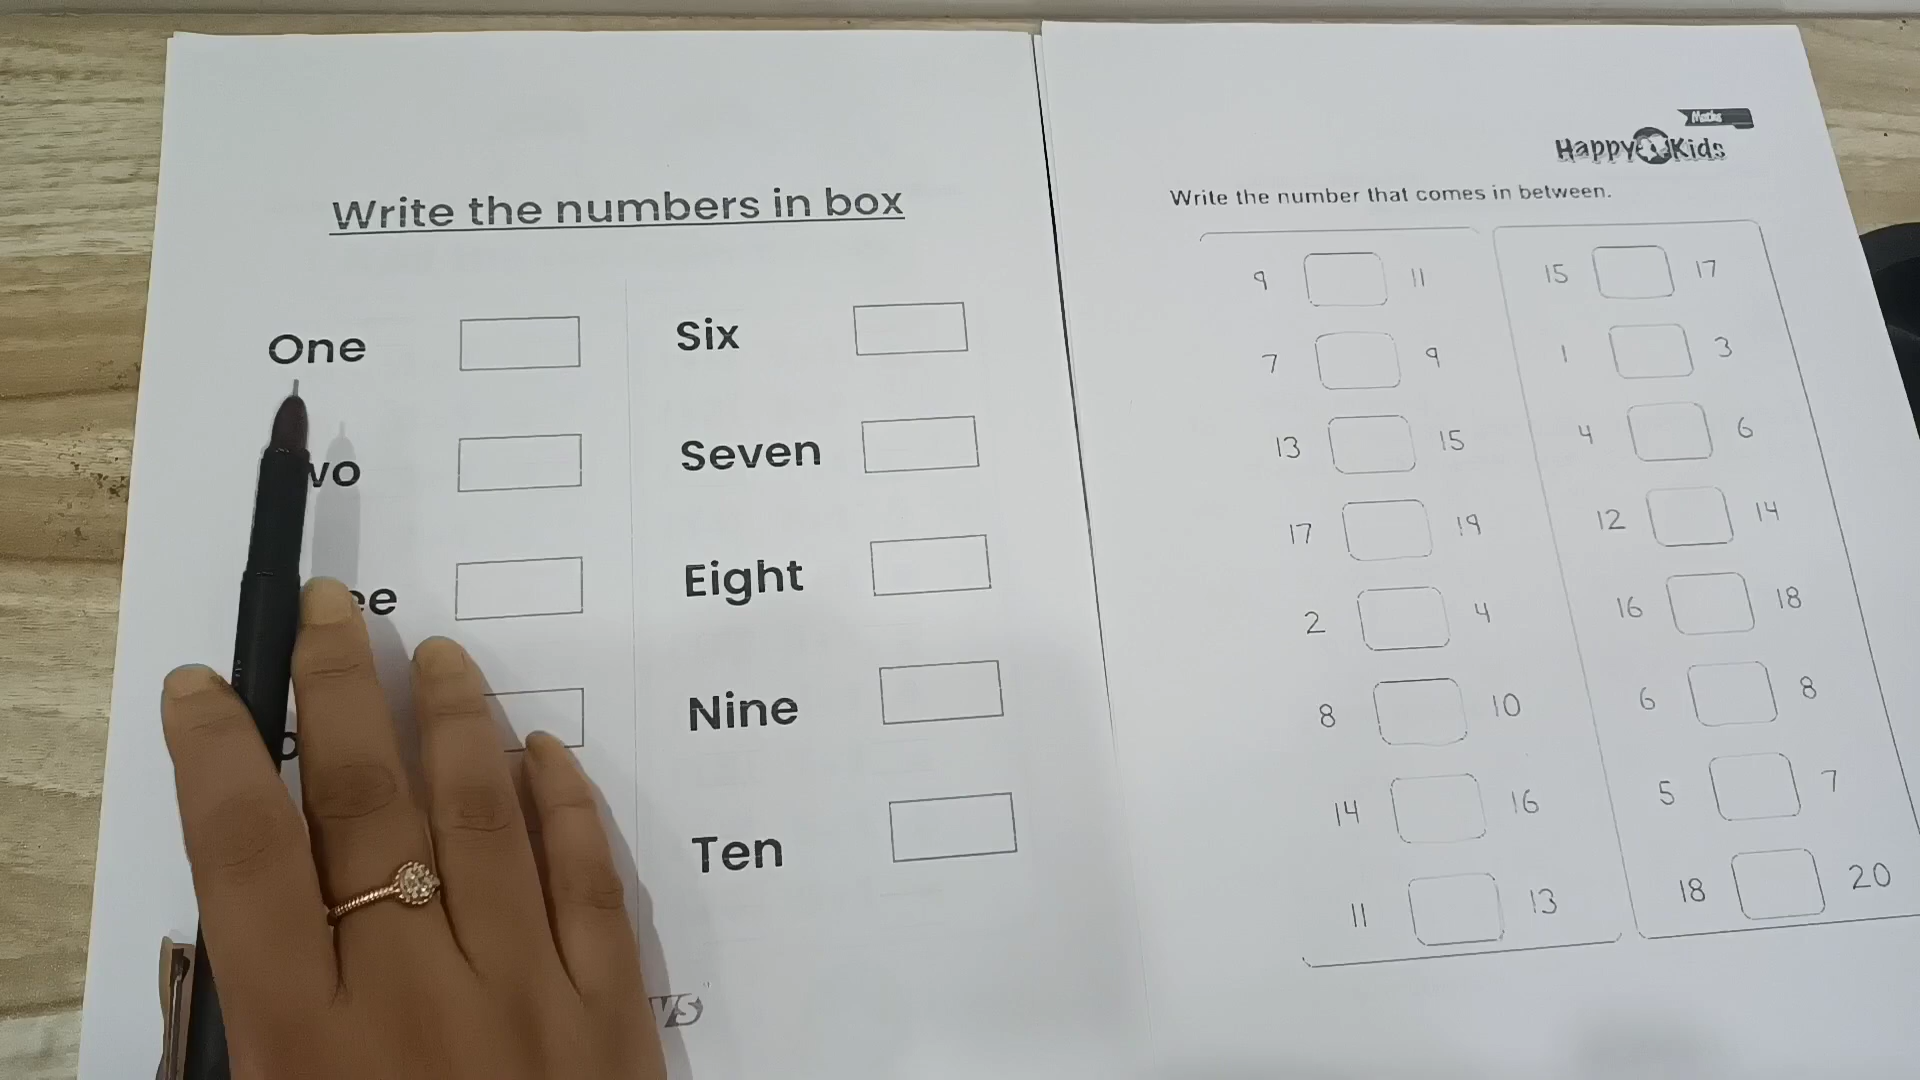 Write the numbers in box
One
Six
Seven
Eight
Nine
Ten
Maths
Happy Kids
Write the number that comes in between.
9 11
7 9
13 15
17 19
2 4
8 10
14 16
11 13
15 17
1 3
4 6
12 14
16 18
6 8
5 7
18 20